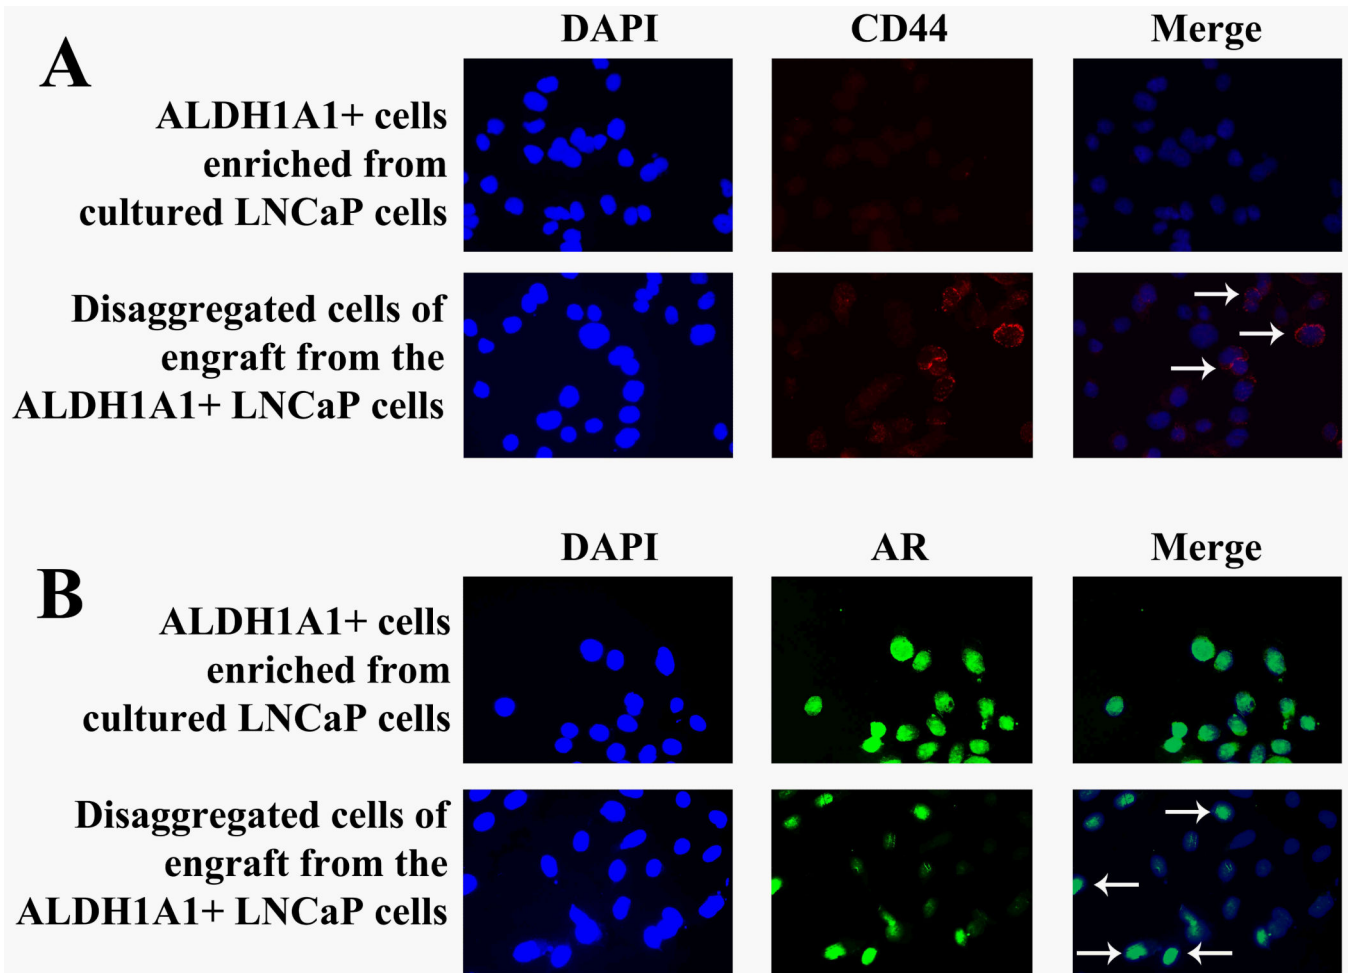 A
DAPI CD44 Merge
ALDH1A1+ cells
enriched from
cultured LNCaP cells
Disaggregated cells of
engraft from the
ALDH1A1+ LNCaP cells
B
DAPI AR Merge
ALDH1A1+ cells
enriched from
cultured LNCaP cells
Disaggregated cells of
engraft from the
ALDH1A1+ LNCaP cells